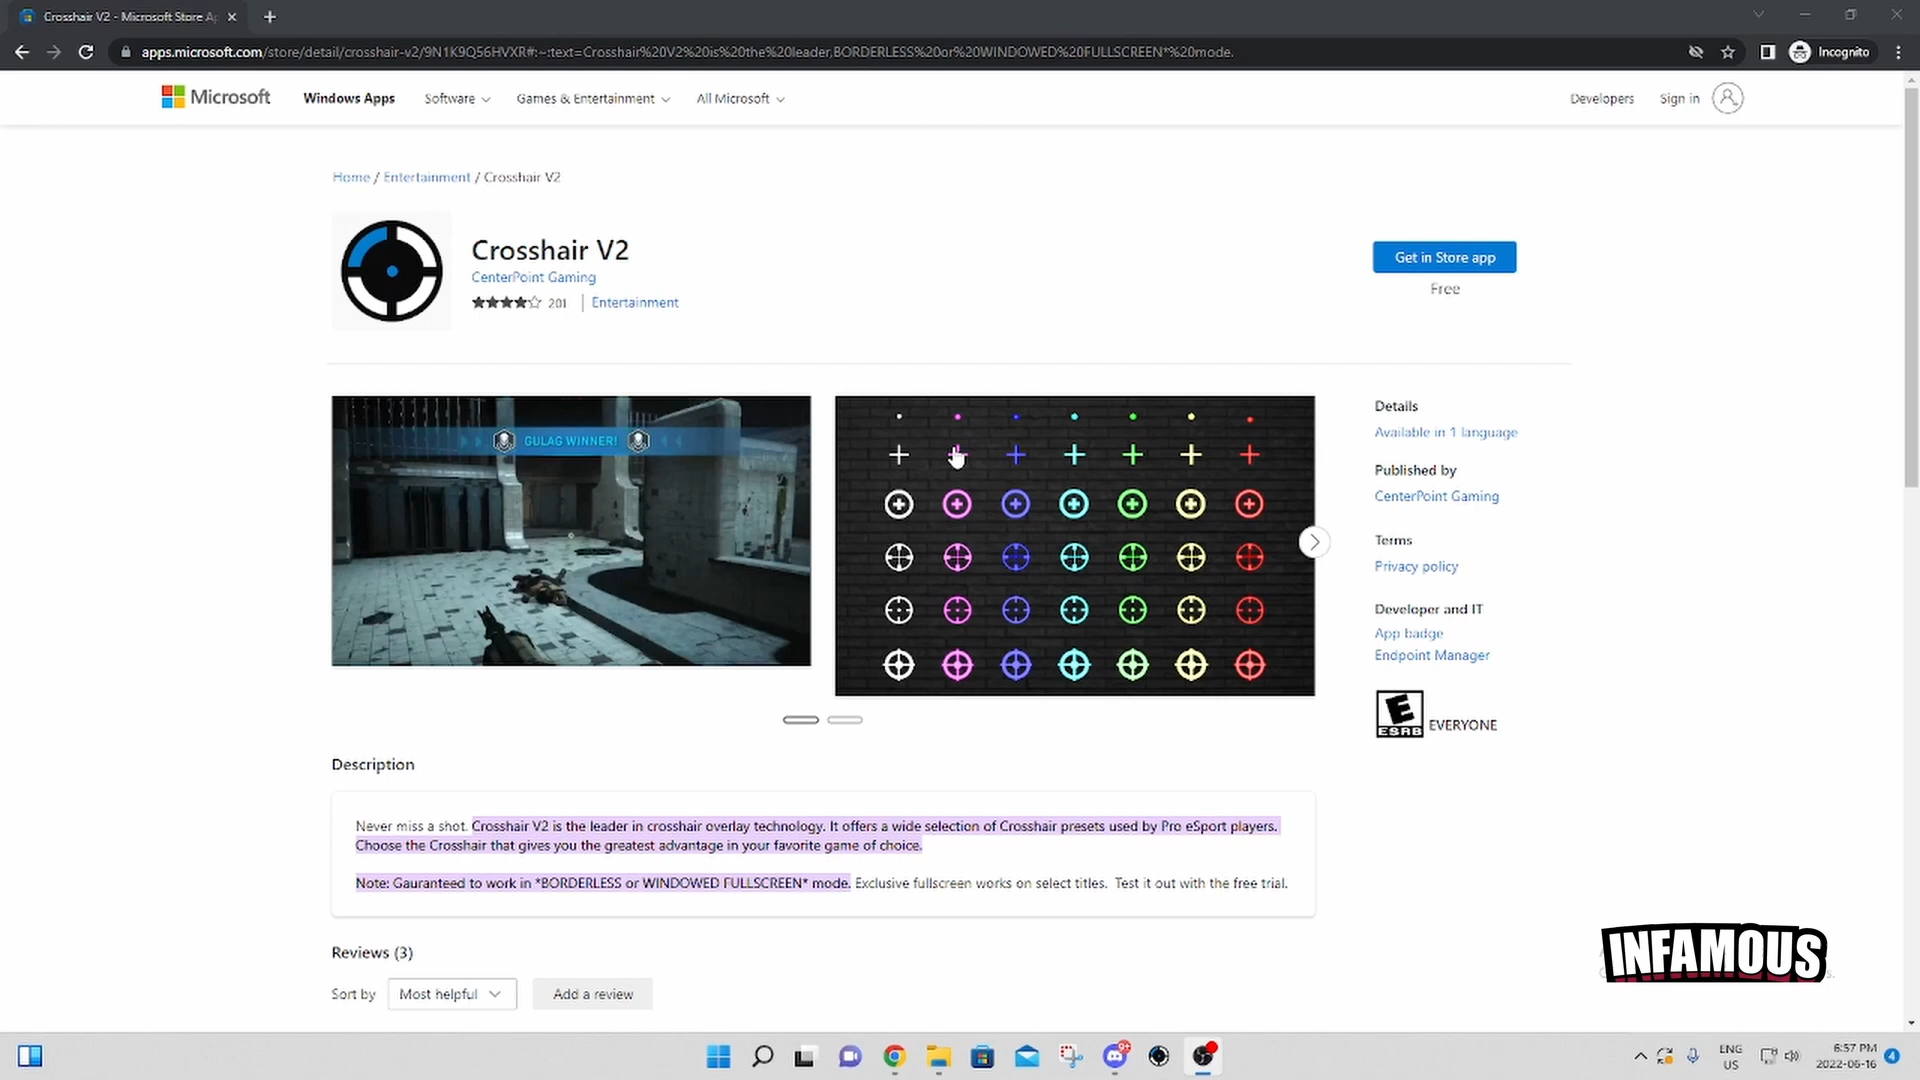 Crosshair V2 - Microsoft Store Ap
apps.microsoft.com/store/detail/crosshair-v2/9N1K9Q56HVXR#:~:text=Crosshair%20V2%20is%20the%20leader,BORDERLESS%20or%20WINDOWED%20FULLSCREEN*%20mode.
Incognito
Microsoft
Windows Apps
Software
Games & Entertainment
All Microsoft
Developers
Sign in
Home / Entertainment / Crosshair V2
Crosshair V2
CenterPoint Gaming
201
Entertainment
Get in Store app
Free
GULAG WINNER!
Details
Available in 1 language
Published by
CenterPoint Gaming
Terms
Privacy policy
Developer and IT
App badge
Endpoint Manager
E
ESRB
EVERYONE
Description
Never miss a shot. Crosshair V2 is the leader in crosshair overlay technology. It offers a wide selection of Crosshair presets used by Pro eSport players.
Choose the Crosshair that gives you the greatest advantage in your favorite game of choice.
Note: Gauranteed to work in *BORDERLESS or WINDOWED FULLSCREEN* mode. Exclusive fullscreen works on select titles. Test it out with the free trial.
Reviews (3)
Sort by
Most helpful
Add a review
INFAMOUS
9+
ENG
US
6:57 PM
2022-06-16
4